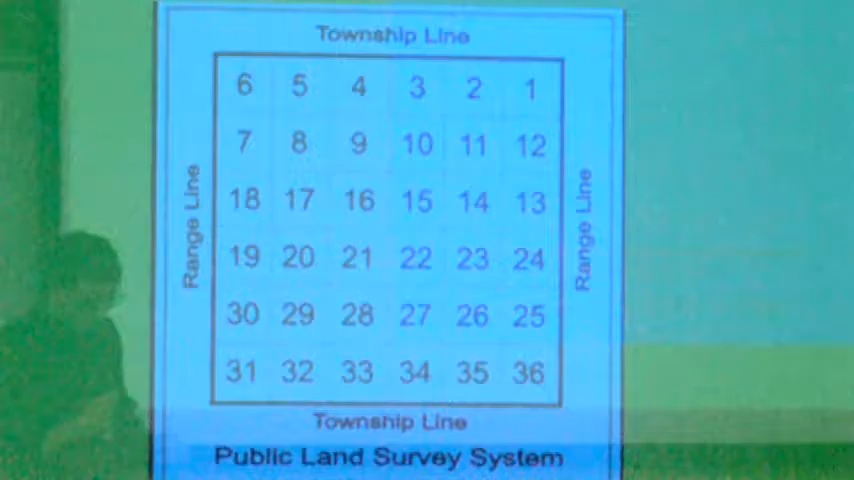 Township Line
6 5 4 3 2 1
7 8 9 10 11 12
18 17 16 15 14 13
19 20 21 22 23 24
30 29 28 27 26 25
31 32 33 34 35 36
Range Line
Range Line
Township Line
Public Land Survey System